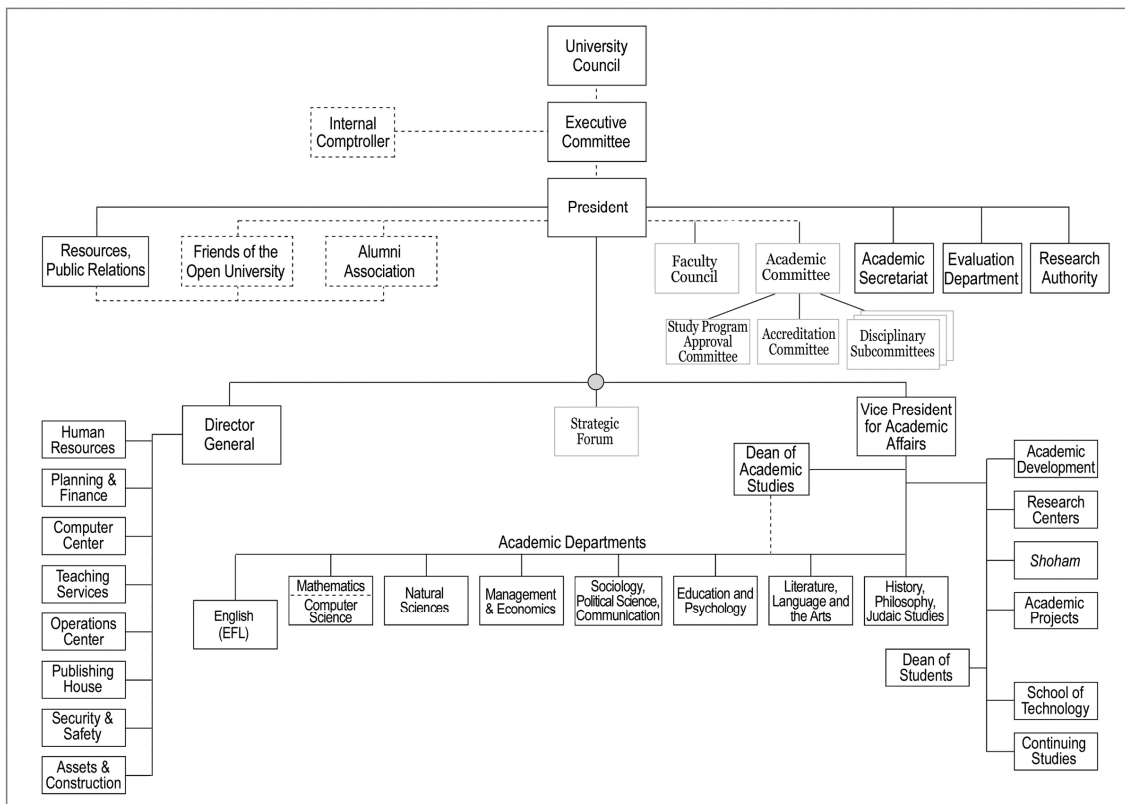 University
Council
Internal
Comptroller
Executive
Committee
President
Resources,
Public Relations
Friends of the
Open University
Alumni
Association
Faculty
Council
Academic
Committee
Academic
Secretariat
Evaluation
Department
Research
Authority
Study Program
Approval
Committee
Accreditation
Committee
Disciplinary
Subcommittees
Director
General
Strategic
Forum
Vice President
for Academic
Affairs
Human
Resources
Planning &
Finance
Computer
Center
Teaching
Services
Operations
Center
Publishing
House
Security &
Safety
Assets &
Construction
Dean of
Academic
Studies
Academic Departments
English
(EFL)
Mathematics
Computer
Science
Natural
Sciences
Management
& Economics
Sociology,
Political Science,
Communication
Education and
Psychology
Literature,
Language and
the Arts
History,
Philosophy,
Judaic Studies
Academic
Development
Research
Centers
Shoham
Academic
Projects
Dean of
Students
School of
Technology
Continuing
Studies